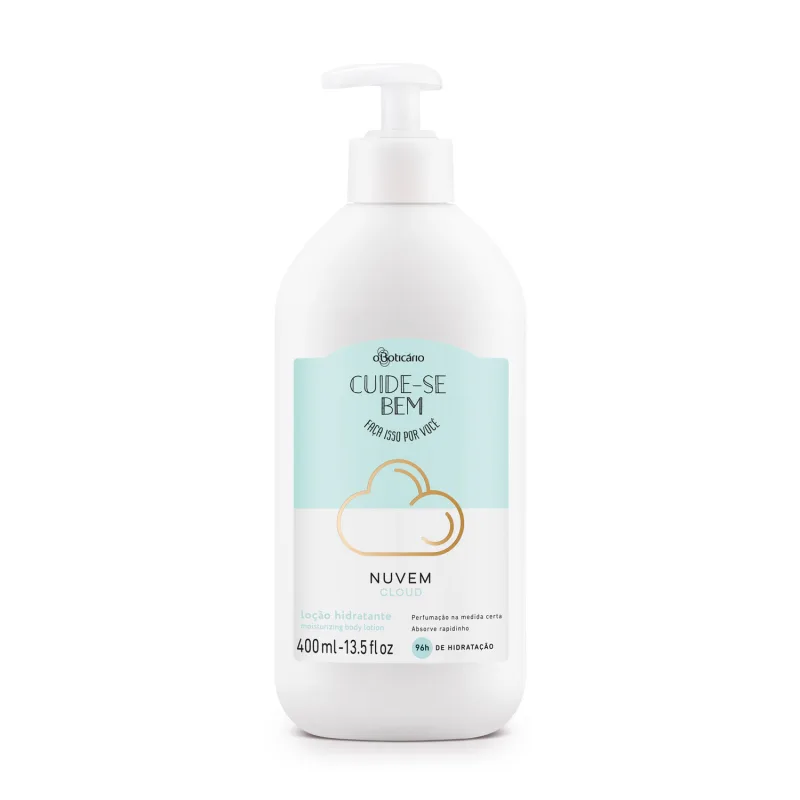 oBoticário
CUIDE-SE
BEM
FAÇA ISSO POR VOCÊ
NUVEM
CLOUD
loção hidratante
moisturizing body lotion
400 ml-13.5 fl oz
Perfumação na medida certa
Absorve rapidinho
96h DE HIDRATAÇÃO